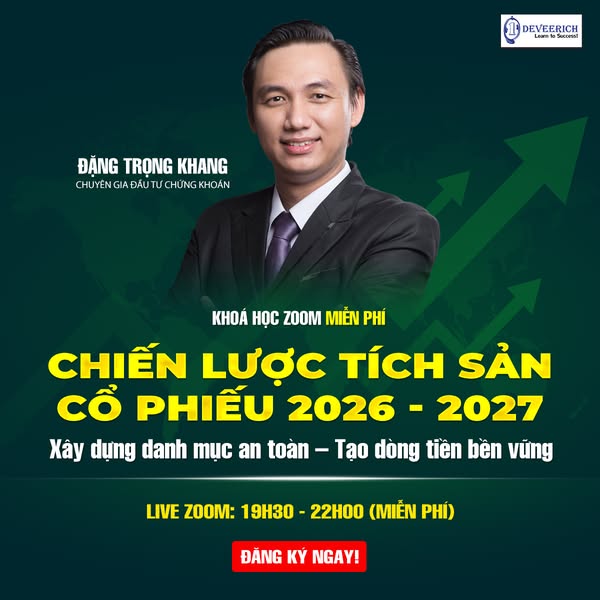 DEVEERICH
Learn to Success!
ĐẶNG TRỌNG KHANG
CHUYÊN GIA ĐẦU TƯ CHỨNG KHOÁN
KHOÁ HỌC ZOOM MIỄN PHÍ
CHIẾN LƯỢC TÍCH SẢN
CỔ PHIẾU 2026 - 2027
Xây dựng danh mục an toàn – Tạo dòng tiền bền vững
LIVE ZOOM: 19H30 - 22H00 (MIỄN PHÍ)
ĐĂNG KÝ NGAY!